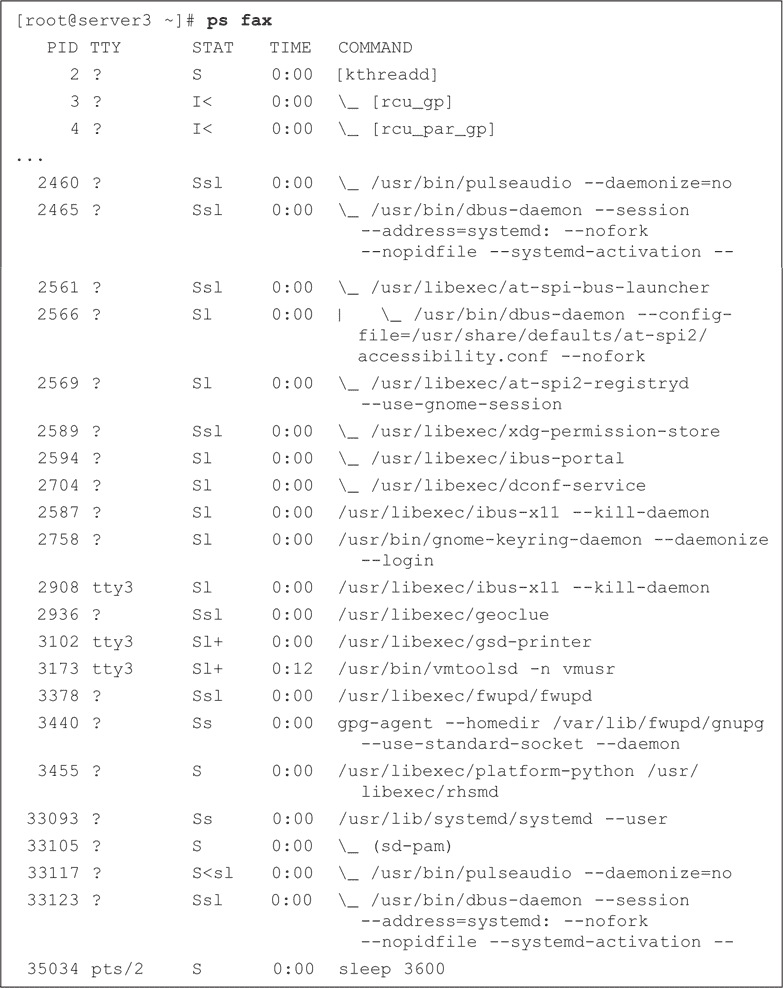 [root@server3 ~]# ps fax
PID TTY STAT TIME COMMAND
2 ? S 0:00 [kthreadd]
3 ? I< 0:00 \_ [rcu_gp]
4 ? I< 0:00 \_ [rcu_par_gp]
...
2460 ? Ssl 0:00 \_ /usr/bin/pulseaudio --daemonize=no
2465 ? Ssl 0:00 \_ /usr/bin/dbus-daemon --session
--address=systemd: --nofork
--nopidfile --systemd-activation --
2561 ? Ssl 0:00 \_ /usr/libexec/at-spi-bus-launcher
2566 ? Sl 0:00 | \_ /usr/bin/dbus-daemon --config-
file=/usr/share/defaults/at-spi2/
accessibility.conf --nofork
2569 ? Sl 0:00 \_ /usr/libexec/at-spi2-registryd
--use-gnome-session
2589 ? Ssl 0:00 \_ /usr/libexec/xdg-permission-store
2594 ? Sl 0:00 \_ /usr/libexec/ibus-portal
2704 ? Sl 0:00 \_ /usr/libexec/dconf-service
2587 ? Sl 0:00 /usr/libexec/ibus-x11 --kill-daemon
2758 ? Sl 0:00 /usr/bin/gnome-keyring-daemon --daemonize
--login
2908 tty3 Sl 0:00 /usr/libexec/ibus-x11 --kill-daemon
2936 ? Ssl 0:00 /usr/libexec/geoclue
3102 tty3 Sl+ 0:00 /usr/libexec/gsd-printer
3173 tty3 Sl+ 0:12 /usr/bin/vmtoolsd -n vmusr
3378 ? Ssl 0:00 /usr/libexec/fwupd/fwupd
3440 ? Ss 0:00 gpg-agent --homedir /var/lib/fwupd/gnupg
--use-standard-socket --daemon
3455 ? S 0:00 /usr/libexec/platform-python /usr/
libexec/rhsmd
33093 ? Ss 0:00 /usr/lib/systemd/systemd --user
33105 ? S 0:00 \_ (sd-pam)
33117 ? S<sl 0:00 \_ /usr/bin/pulseaudio --daemonize=no
33123 ? Ssl 0:00 \_ /usr/bin/dbus-daemon --session
--address=systemd: --nofork
--nopidfile --systemd-activation --
35034 pts/2 S 0:00 sleep 3600